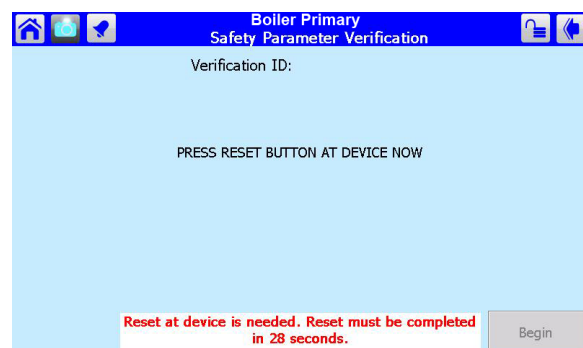 Boiler Primary
Safety Parameter Verification
Verification ID:
PRESS RESET BUTTON AT DEVICE NOW
Reset at device is needed. Reset must be completed
in 28 seconds.
Begin